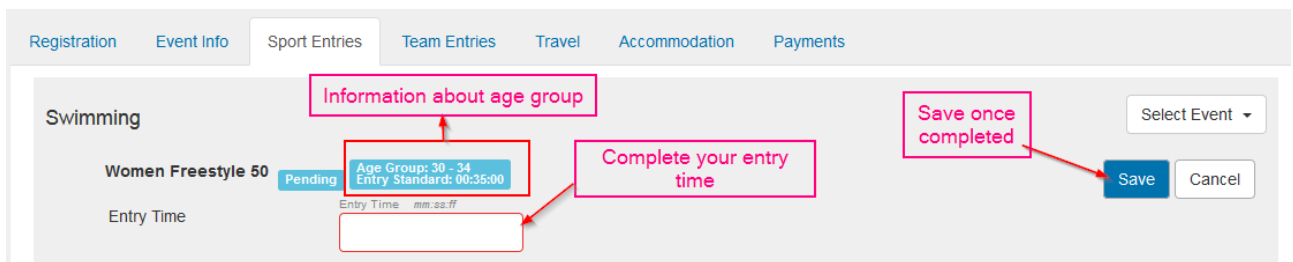 Registration Event Info Sport Entries Team Entries Travel Accommodation Payments
Information about age group
Swimming
Save once
completed
Select Event
Women Freestyle 50 Pending
Age Group: 30 - 34
Entry Standard: 00:35:00
Complete your entry
time
Save Cancel
Entry Time
Entry Time mm:ss:ff